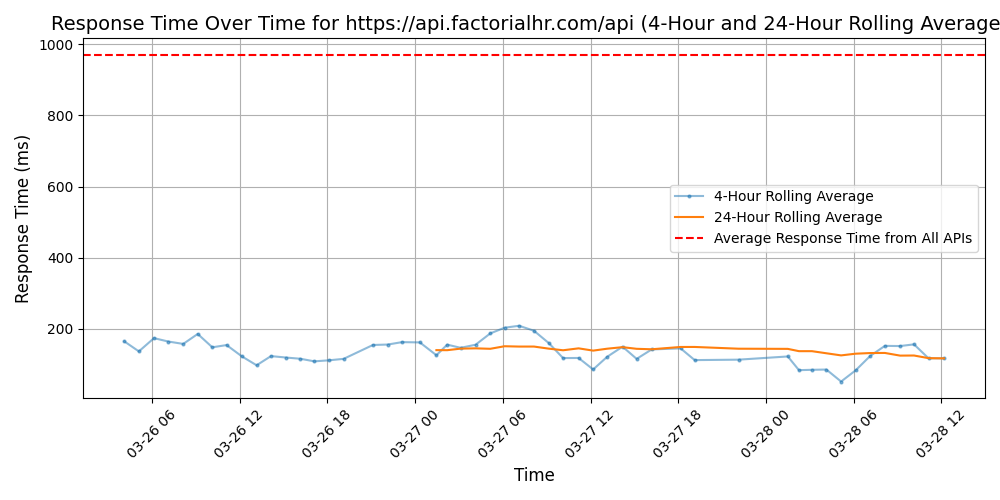 Response Time Over Time for https://api.factorialhr.com/api (4-Hour and 24-Hour Rolling Average
1000
800
600
400
200
Response Time (ms)
4-Hour Rolling Average
24-Hour Rolling Average
Average Response Time from All APIs
03-26 06
03-26 12
03-26 18
03-27 00
03-27 06
03-27 12
03-27 18
03-28 00
03-28 06
03-28 12
Time